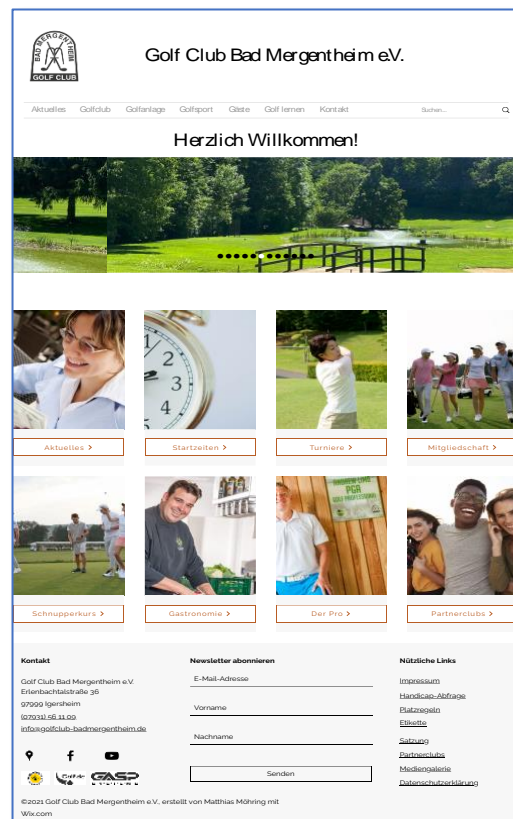 BAD MERGENTHEIM
GOLF CLUB
Golf Club Bad Mergentheim e.V.
Aktuelles Golfclub Golfanlage Golfsport Gäste Golf lernen Kontakt Suchen...
Herzlich Willkommen!
Aktuelles > Startzeiten > Turniere > Mitgliedschaft >
PGA
Schnupperkurs > Gastronomie > Der Pro > Partnerclubs >
Kontakt
Golf Club Bad Mergentheim e.V.
Erlenbachtalstraße 36
97999 Igersheim
(07931) 56 11 09
info@golfclub-badmergentheim.de
Newsletter abonnieren
E-Mail-Adresse
Vorname
Nachname
Senden
Nützliche Links
Impressum
Handicap-Abfrage
Platzregeln
Etikette
Satzung
Partnerclubs
Mediengalerie
Datenschutzerklärung
GASP
©2021 Golf Club Bad Mergentheim e.V., erstellt von Matthias Möhring mit
Wix.com